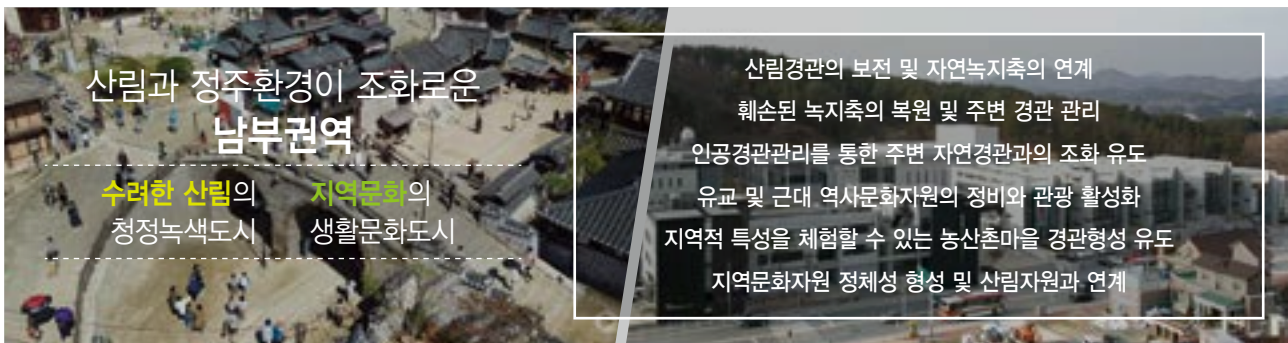 산림과 정주환경이 조화로운
남부권역
수려한 산림의
청정녹색도시
지역문화의
생활문화도시
산림경관의 보전 및 자연녹지축의 연계
훼손된 녹지축의 복원 및 주변 경관 관리
인공경관관리를 통한 주변 자연경관과의 조화 유도
유교 및 근대 역사문화자원의 정비와 관광 활성화
지역적 특성을 체험할 수 있는 농산촌마을 경관형성 유도
지역문화자원 정체성 형성 및 산림자원과 연계